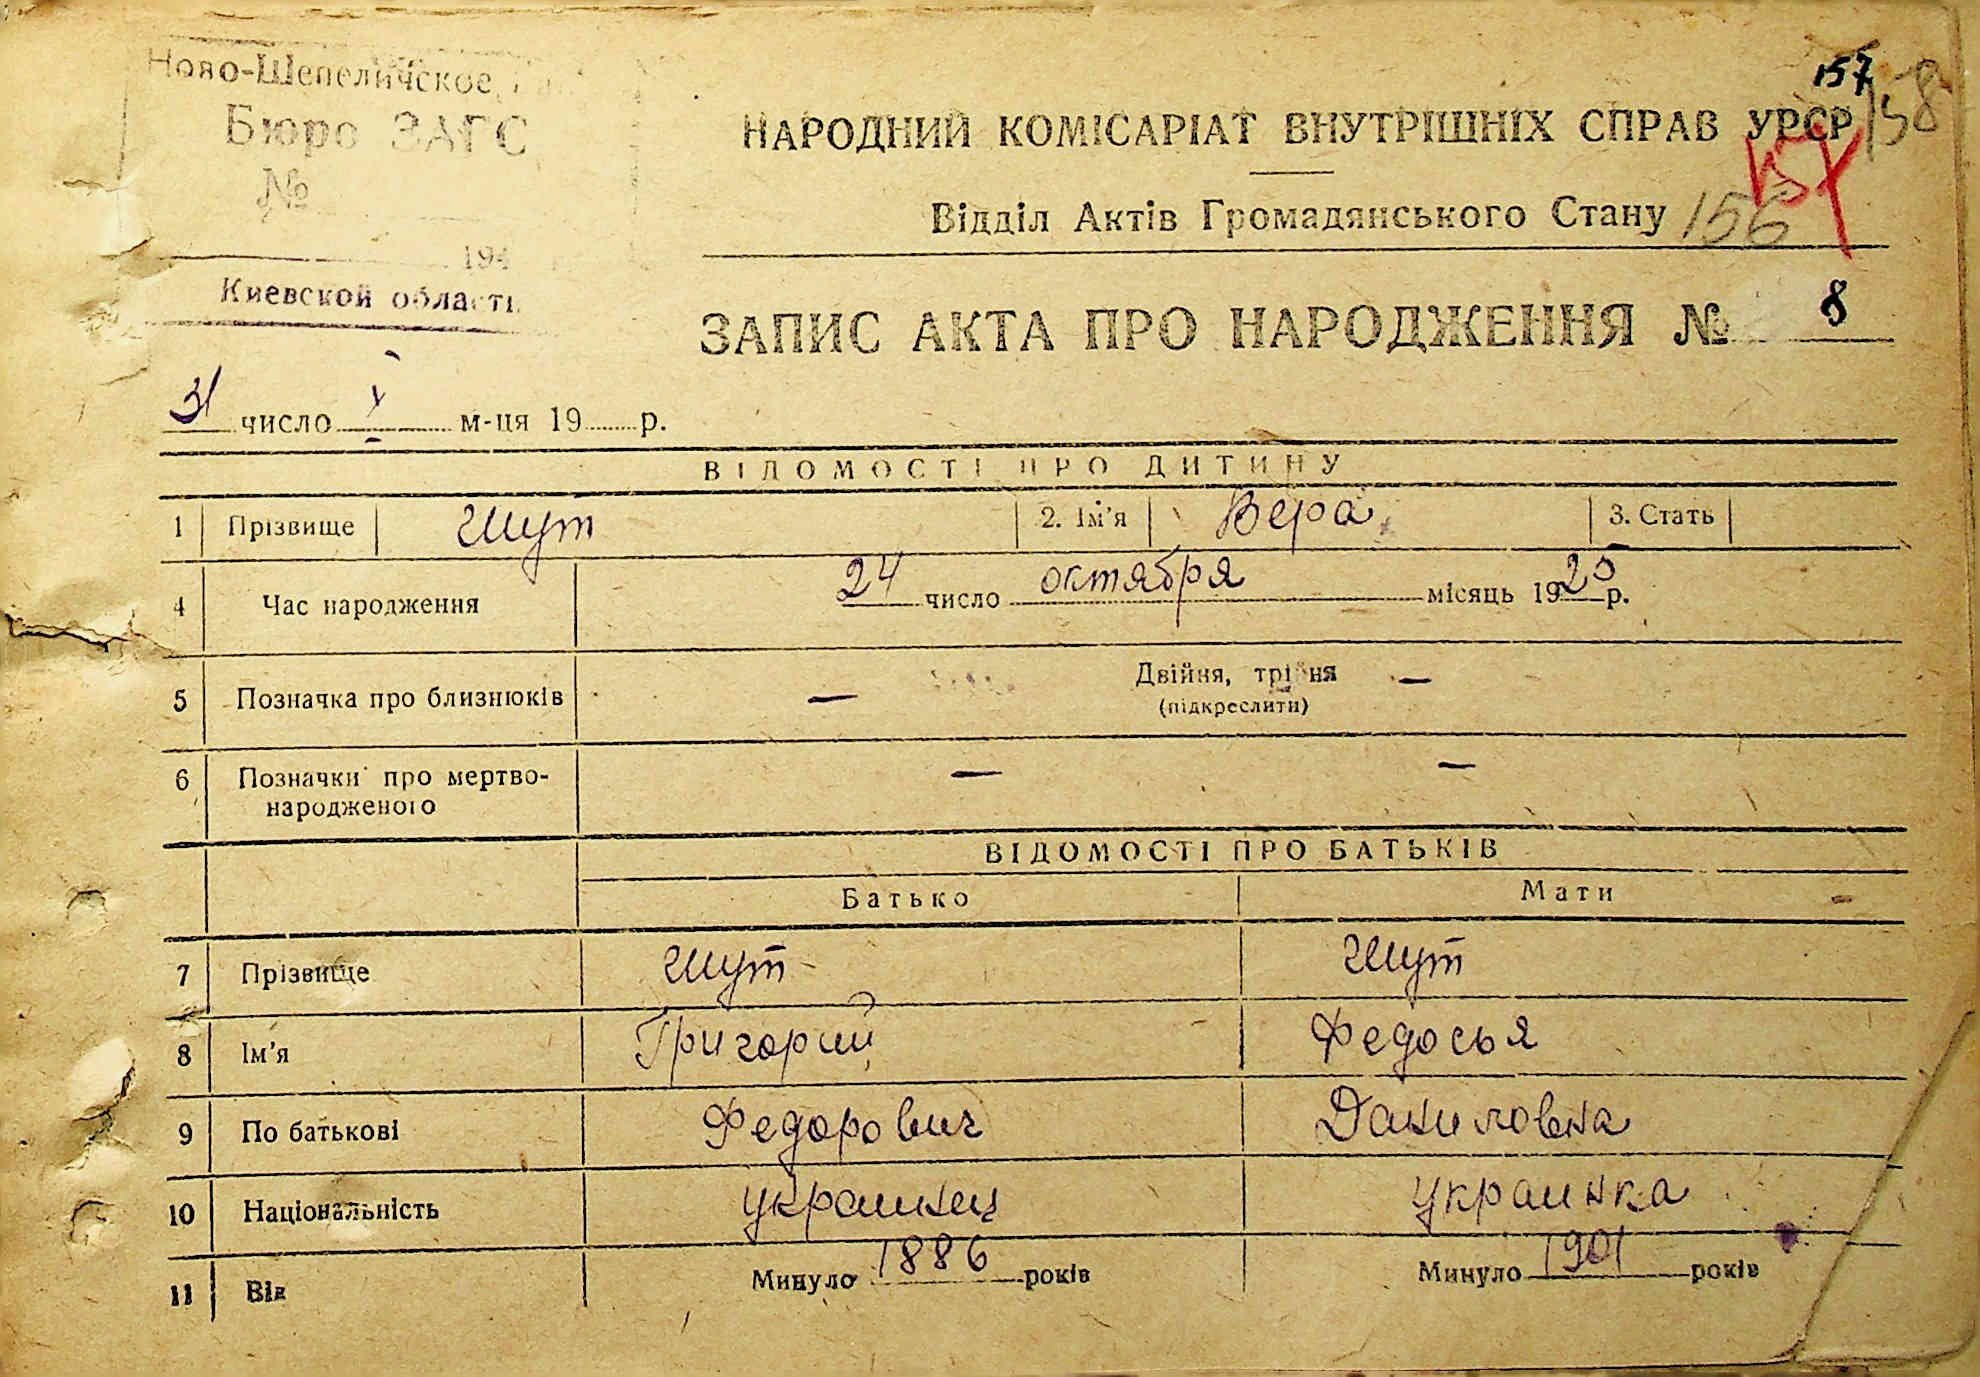 Ново-Шепеличское
Бюро ЗАГС
№
194
Киевской области
157
158
157
НАРОДНИЙ КОМІСАРІАТ ВНУТРІШНІХ СПРАВ УРСР
Відділ Актів Громадянського Стану 156
ЗАПИС АКТА ПРО НАРОДЖЕННЯ № 8
31 число X м-ця 19 р.
ВІДОМОСТІ ПРО ДИТИНУ
1 Прізвище Шут 2. Ім'я Вера 3. Стать
4 Час народження 24 число октября місяць 1925 р.
5 Позначка про близнюків — Двійня, трійня —
(підкреслити)
6 Позначки про мертво- — —
народженого
ВІДОМОСТІ ПРО БАТЬКІВ
Батько Мати
7 Прізвище Шут Шут
8 Ім'я Григорий Федосья
9 По батькові Федорович Даниловна
10 Національність украинец украинка
11 Вік Минуло 1886 років Минуло 1901 років